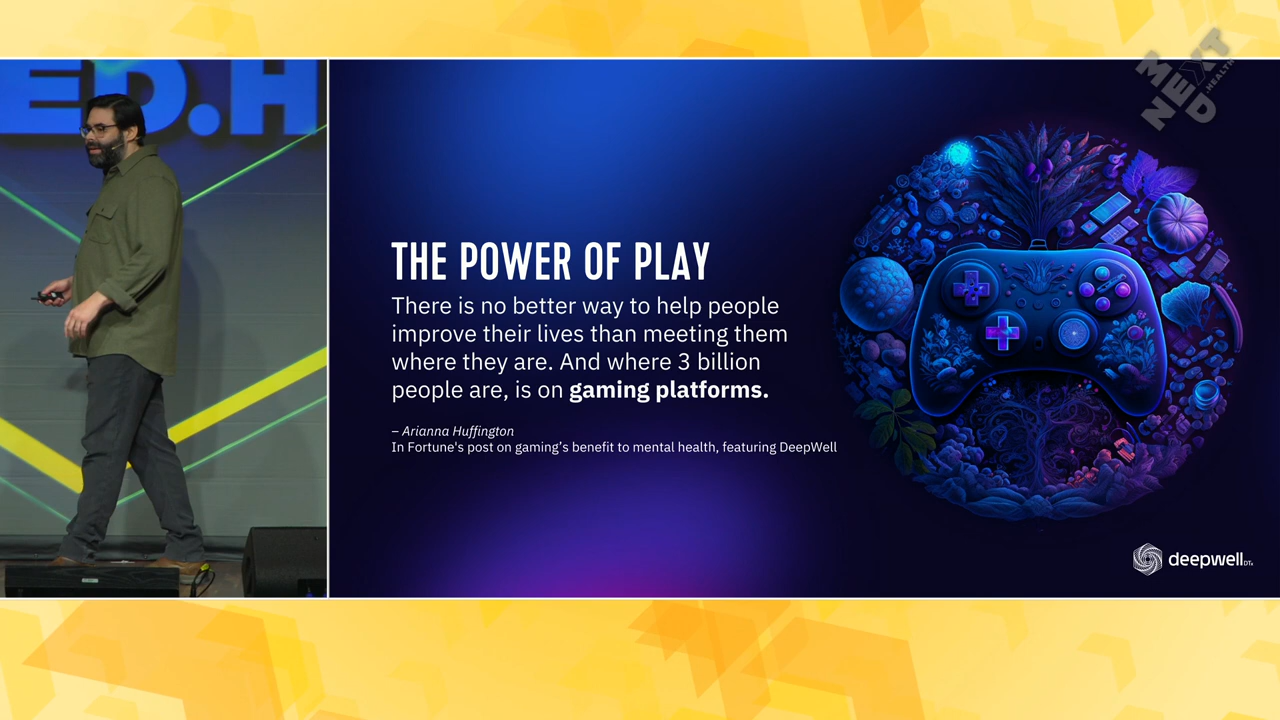 ED.H
NEXT
MED
.HEALTH
THE POWER OF PLAY
There is no better way to help people
improve their lives than meeting them
where they are. And where 3 billion
people are, is on gaming platforms.
– Arianna Huffington
In Fortune's post on gaming’s benefit to mental health, featuring DeepWell
deepwell DTx